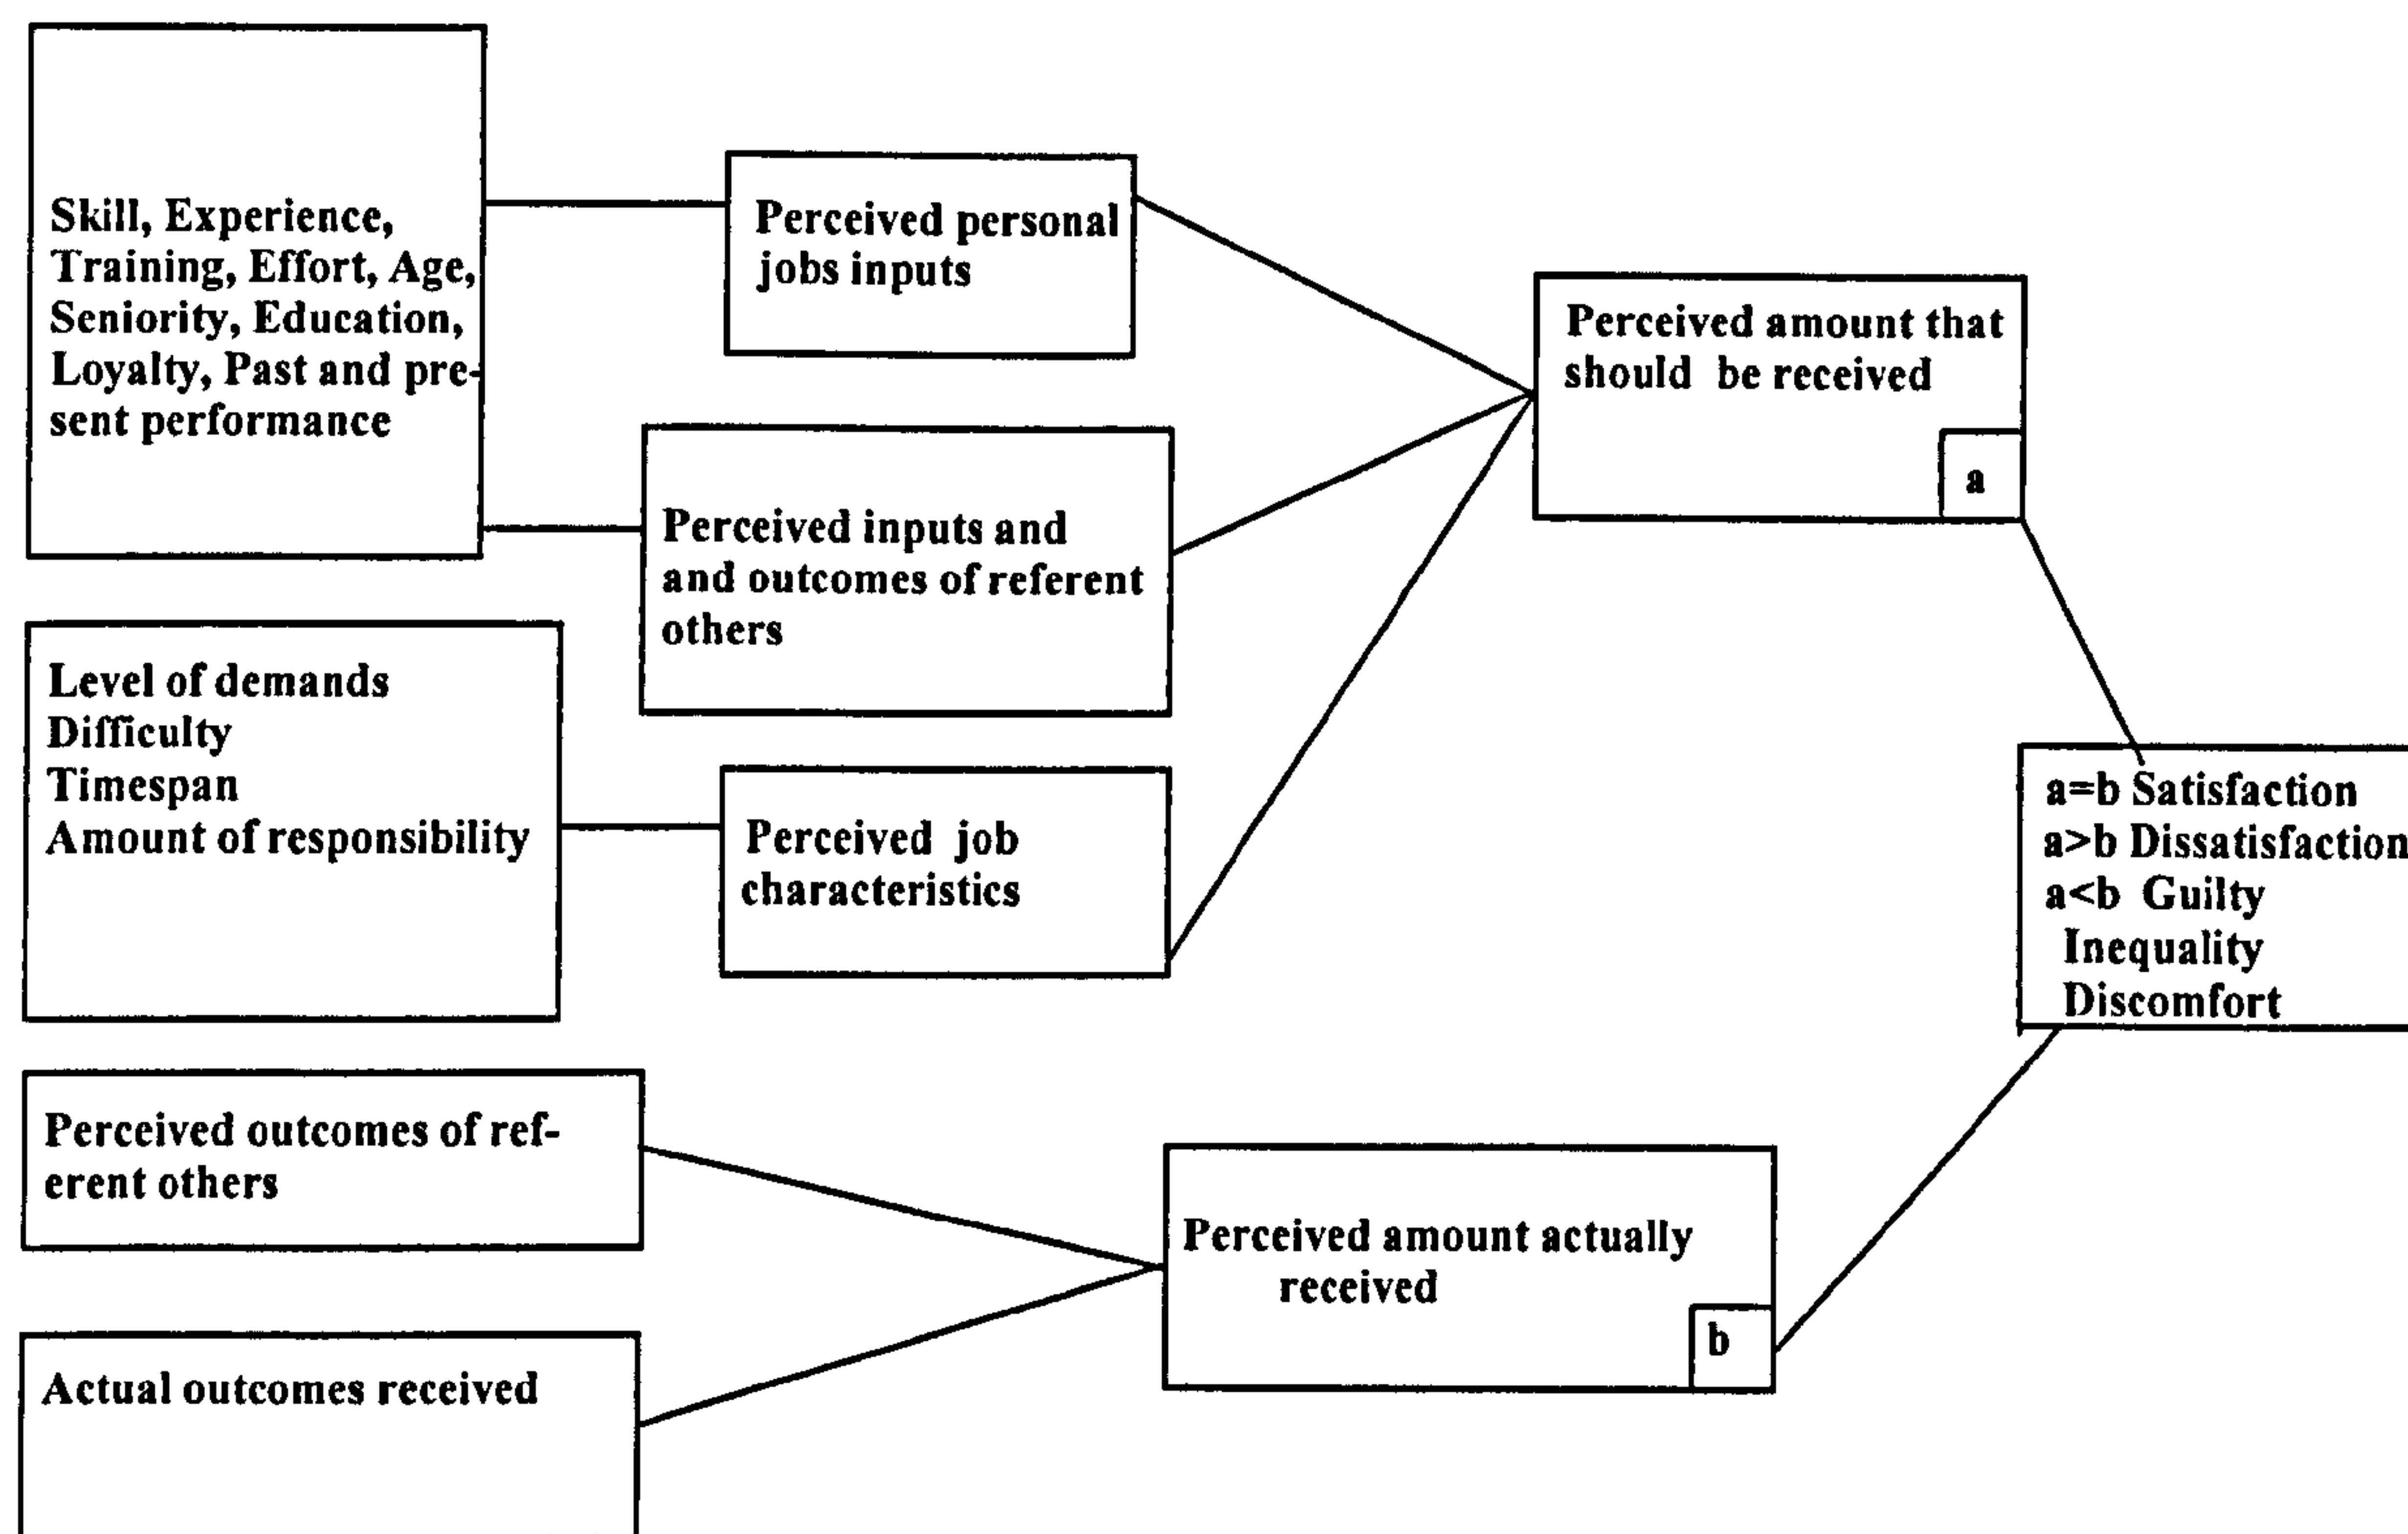 Skill, Experience,
Training, Effort, Age,
Seniority, Education,
Loyalty, Past and pre-
sent performance
Perceived personal
jobs inputs
Perceived inputs and
and outcomes of referent
others
Level of demands
Difficulty
Timespan
Amount of responsibility
Perceived job
characteristics
Perceived amount that
should be received
a
a=b Satisfaction
a>b Dissatisfaction
a<b Guilty
Inequality
Discomfort
Perceived outcomes of ref-
erent others
Actual outcomes received
Perceived amount actually
received
b